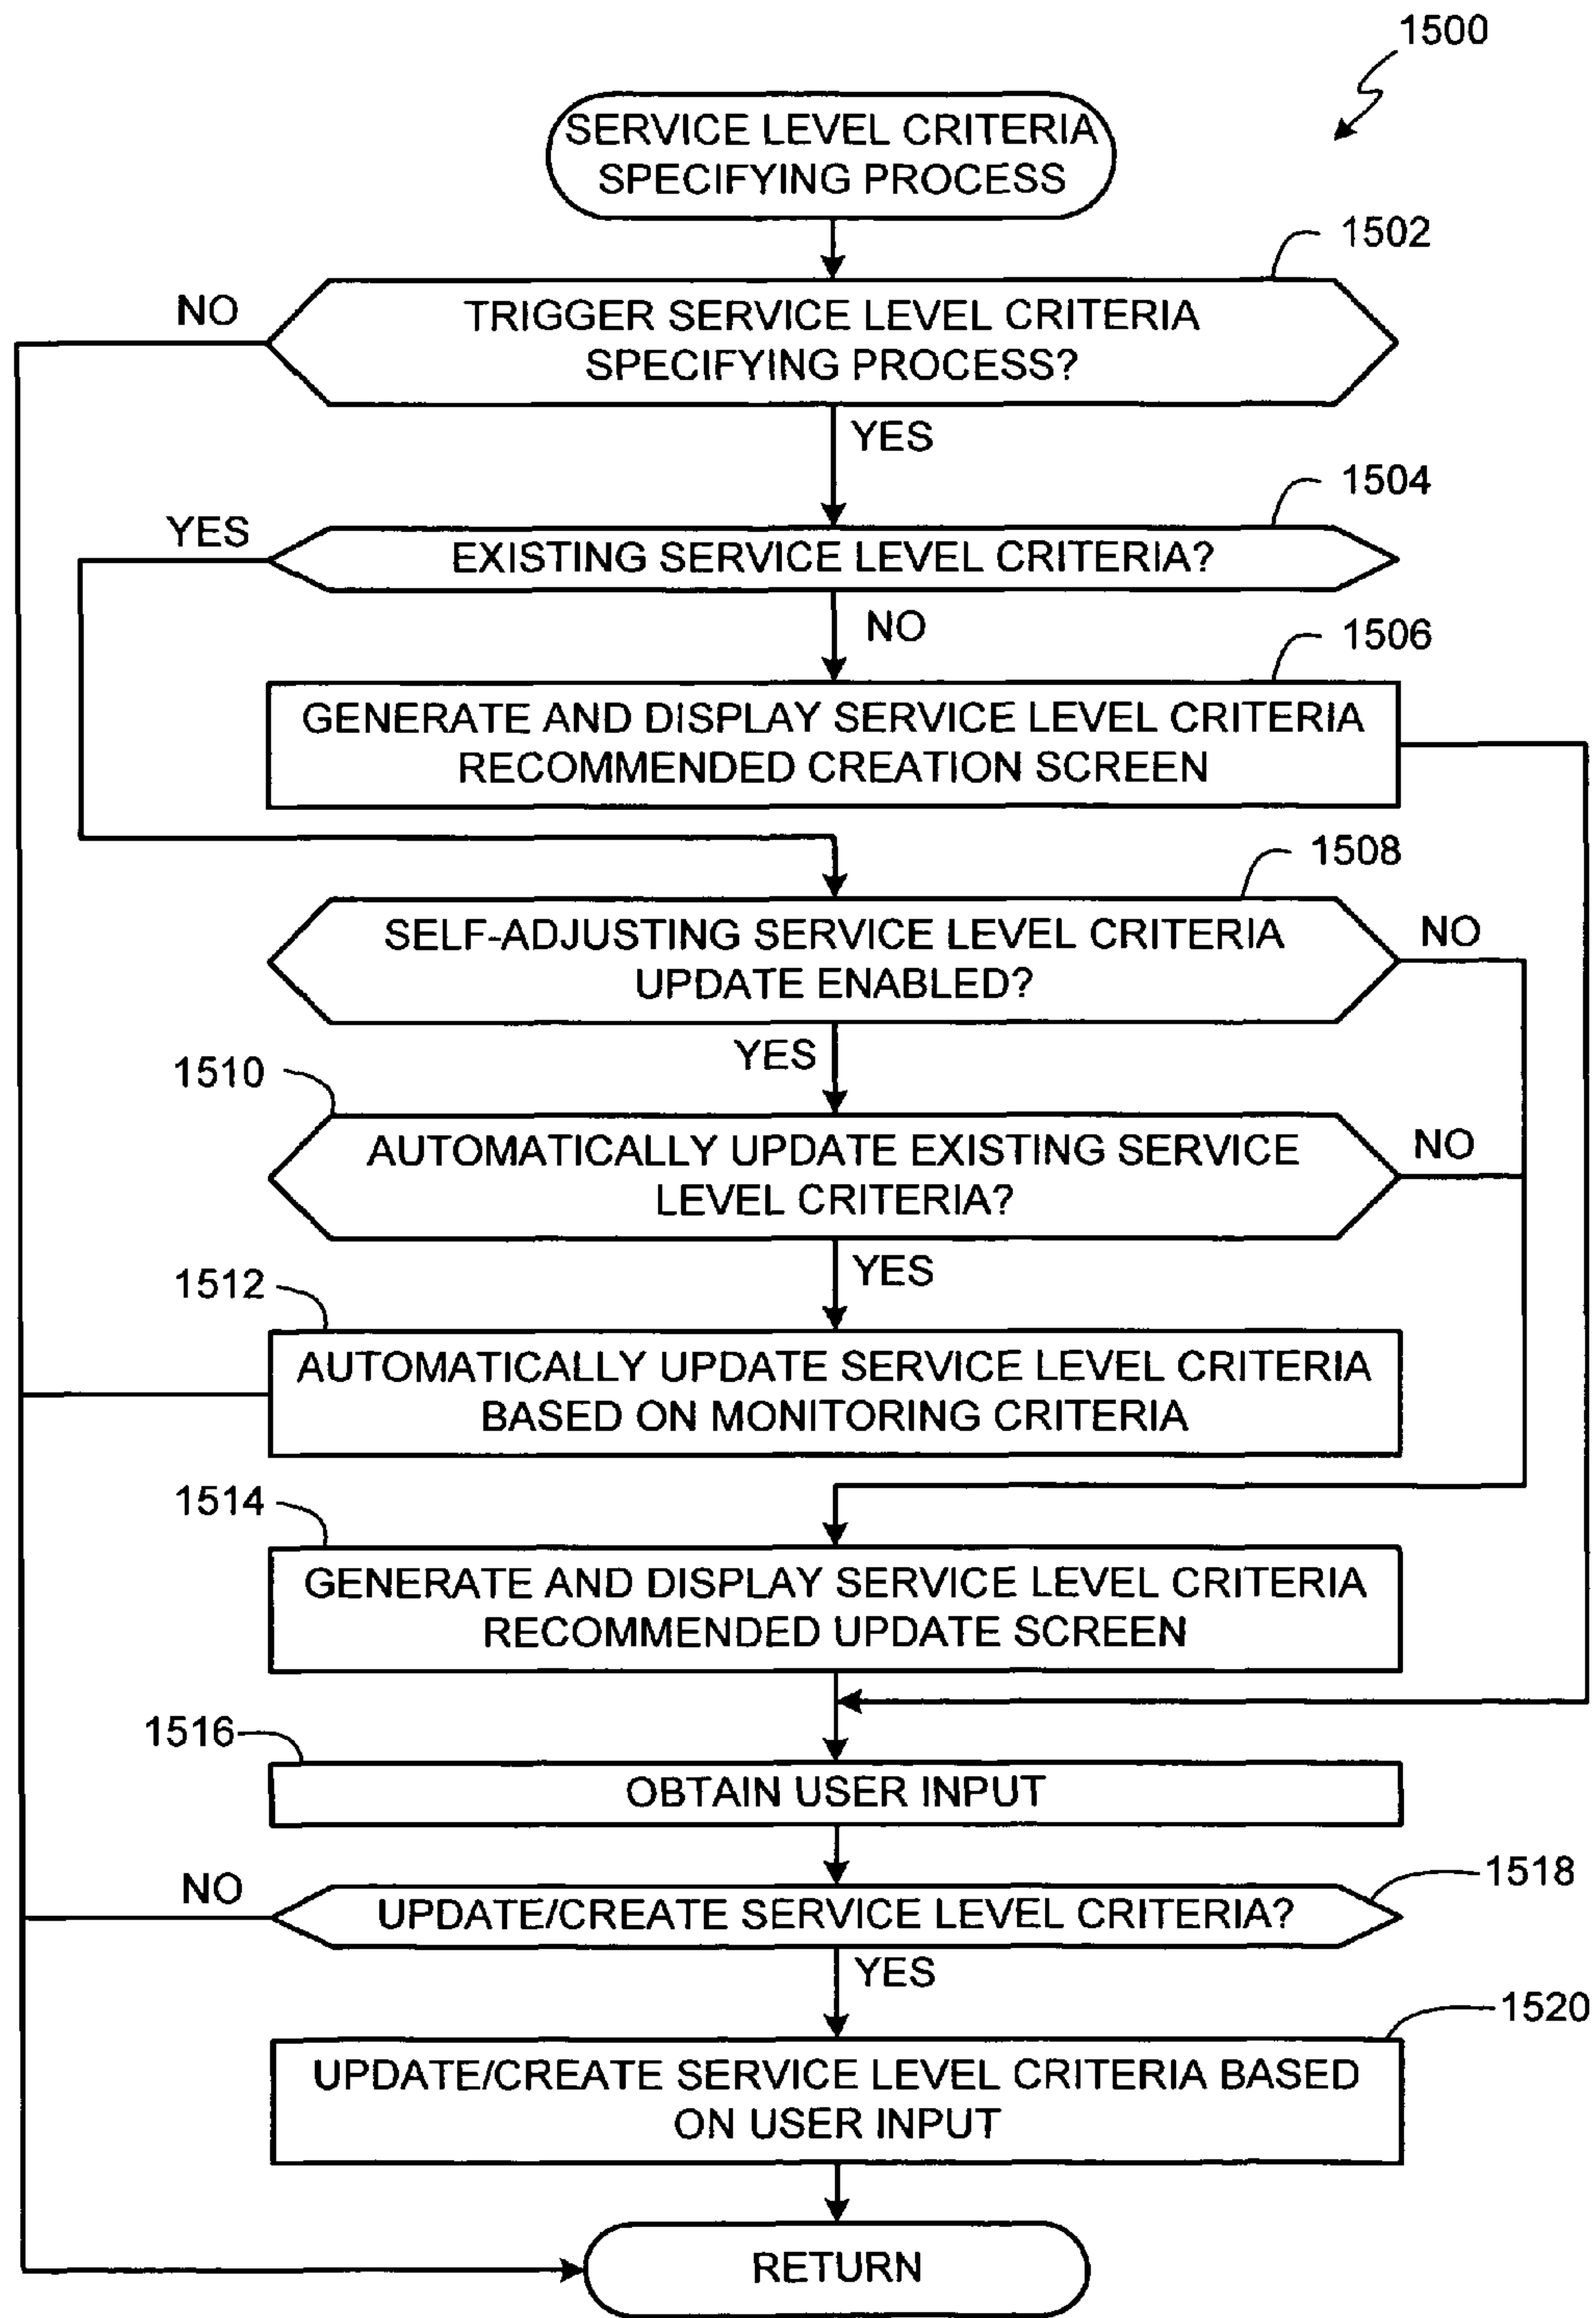 1500
SERVICE LEVEL CRITERIA
SPECIFYING PROCESS
1502
NO
TRIGGER SERVICE LEVEL CRITERIA
SPECIFYING PROCESS?
YES
1504
YES
EXISTING SERVICE LEVEL CRITERIA?
NO
1506
GENERATE AND DISPLAY SERVICE LEVEL CRITERIA
RECOMMENDED CREATION SCREEN
1508
SELF-ADJUSTING SERVICE LEVEL CRITERIA
UPDATE ENABLED?
NO
YES
1510
AUTOMATICALLY UPDATE EXISTING SERVICE
LEVEL CRITERIA?
NO
YES
1512
AUTOMATICALLY UPDATE SERVICE LEVEL CRITERIA
BASED ON MONITORING CRITERIA
1514
GENERATE AND DISPLAY SERVICE LEVEL CRITERIA
RECOMMENDED UPDATE SCREEN
1516
OBTAIN USER INPUT
1518
NO
UPDATE/CREATE SERVICE LEVEL CRITERIA?
YES
1520
UPDATE/CREATE SERVICE LEVEL CRITERIA BASED
ON USER INPUT
RETURN